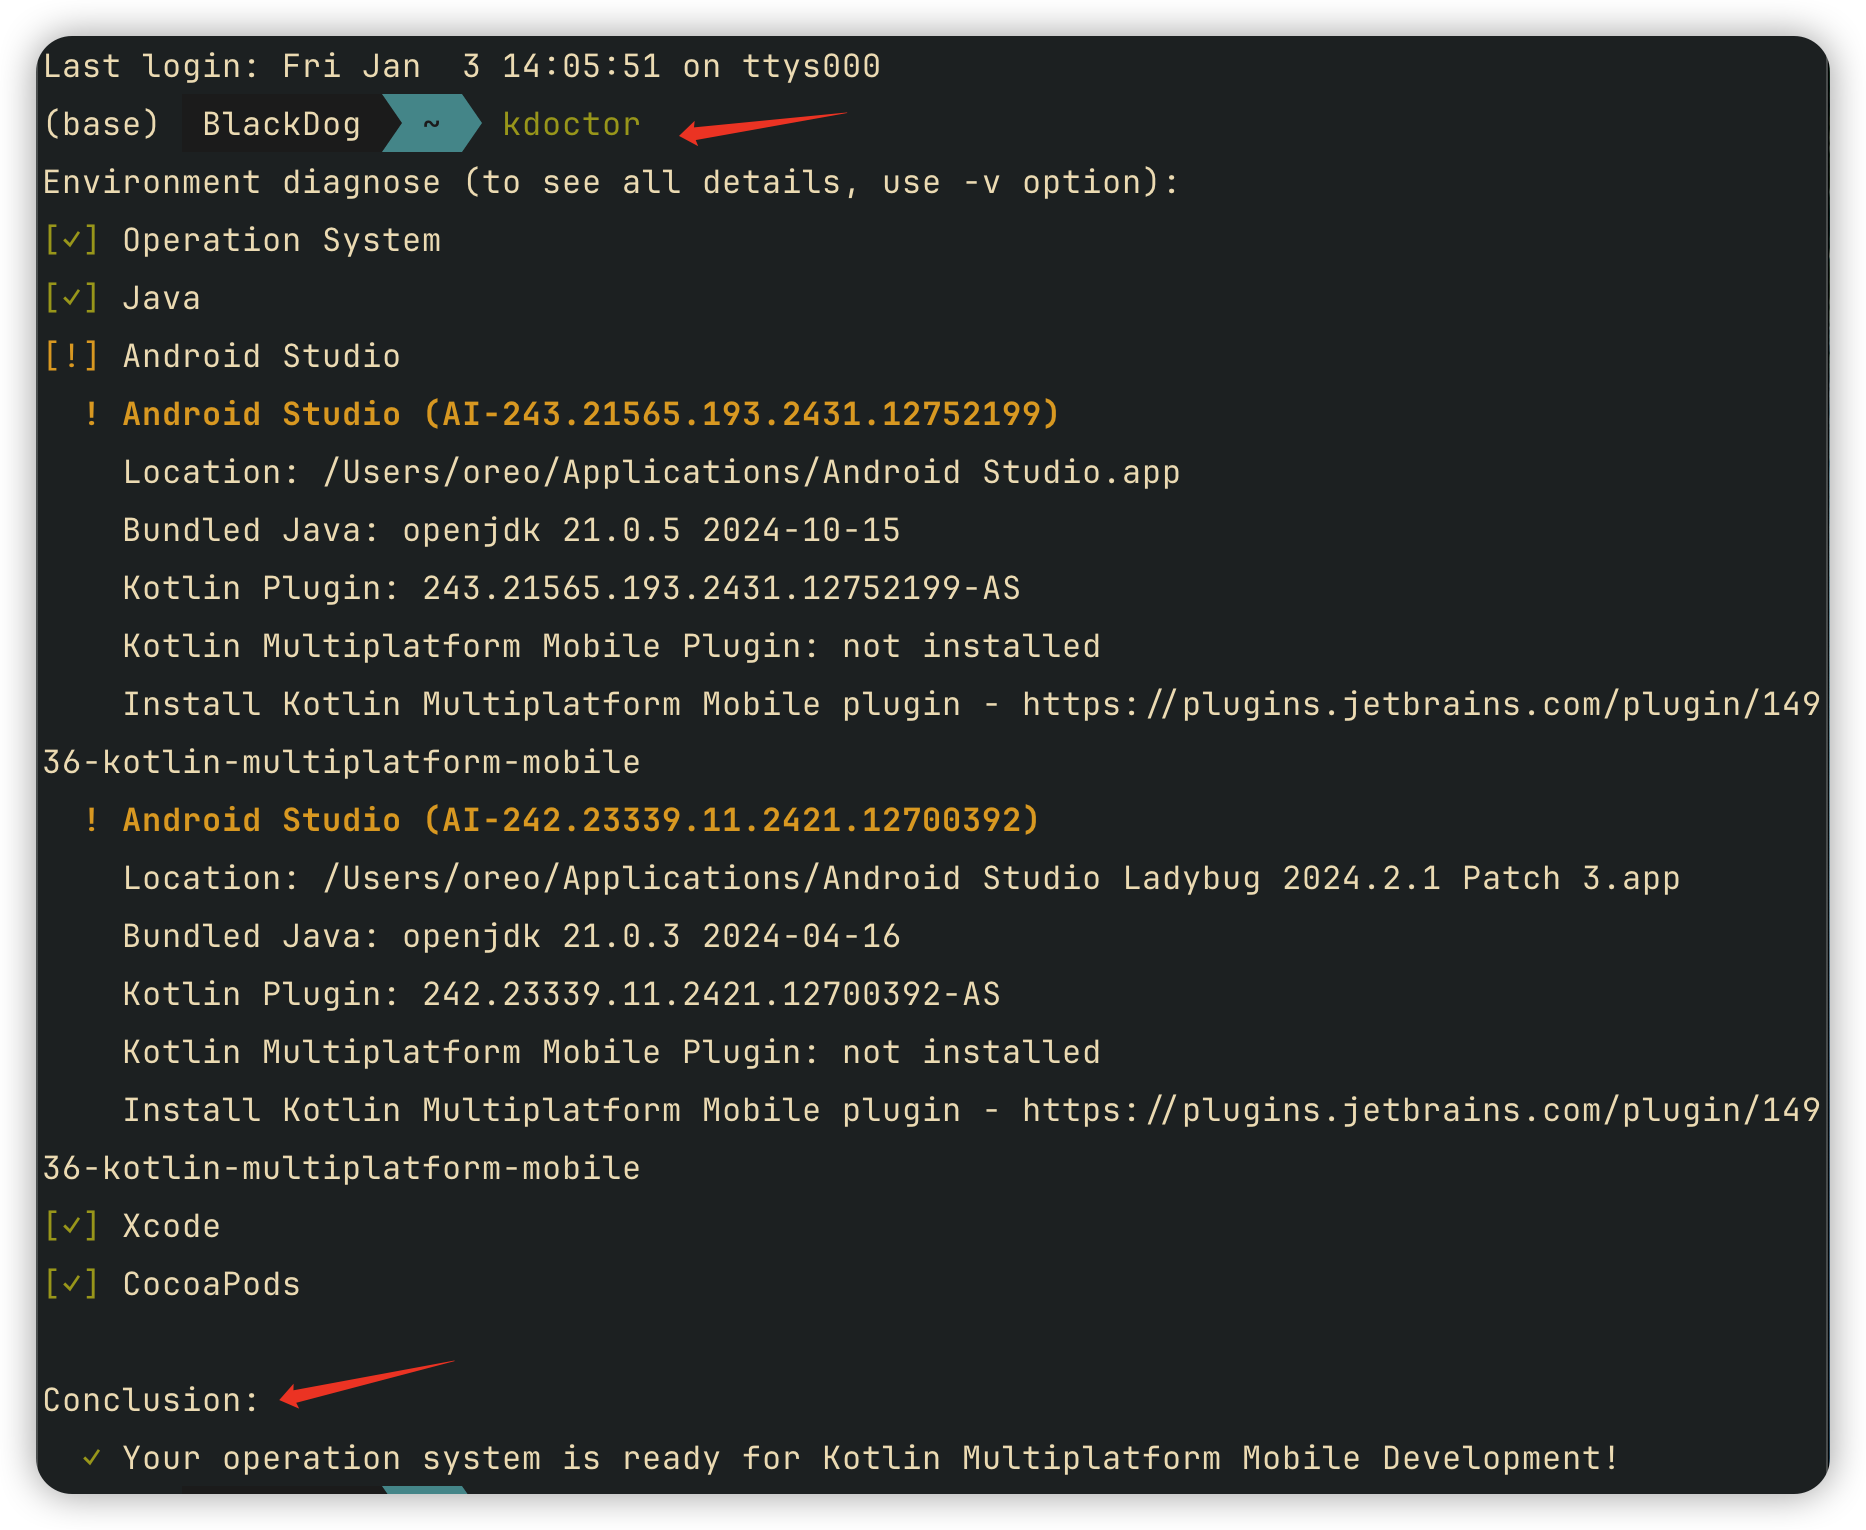 Last login: Fri Jan  3 14:05:51 on ttys000
(base) BlackDog ~ kdoctor
Environment diagnose (to see all details, use -v option):
[✓] Operation System
[✓] Java
[!] Android Studio
  ! Android Studio (AI-243.21565.193.2431.12752199)
    Location: /Users/oreo/Applications/Android Studio.app
    Bundled Java: openjdk 21.0.5 2024-10-15
    Kotlin Plugin: 243.21565.193.2431.12752199-AS
    Kotlin Multiplatform Mobile Plugin: not installed
    Install Kotlin Multiplatform Mobile plugin - https://plugins.jetbrains.com/plugin/149
36-kotlin-multiplatform-mobile
  ! Android Studio (AI-242.23339.11.2421.12700392)
    Location: /Users/oreo/Applications/Android Studio Ladybug 2024.2.1 Patch 3.app
    Bundled Java: openjdk 21.0.3 2024-04-16
    Kotlin Plugin: 242.23339.11.2421.12700392-AS
    Kotlin Multiplatform Mobile Plugin: not installed
    Install Kotlin Multiplatform Mobile plugin - https://plugins.jetbrains.com/plugin/149
36-kotlin-multiplatform-mobile
[✓] Xcode
[✓] CocoaPods
Conclusion:
  ✓ Your operation system is ready for Kotlin Multiplatform Mobile Development!